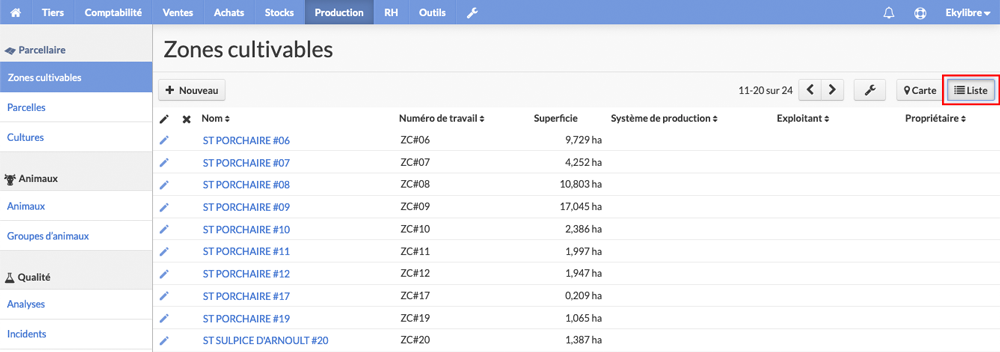 Tiers Comptabilité Ventes Achats Stocks Production RH Outils Ekylibre
Parcellaire
Zones cultivables
Parcelles
Cultures
Animaux
Animaux
Groupes d'animaux
Qualité
Analyses
Incidents
Zones cultivables
Nouveau 11-20 sur 24 Carte Liste
Nom Numéro de travail Superficie Système de production Exploitant Propriétaire
ST PORCHAIRE #06 ZC#06 9,729 ha
ST PORCHAIRE #07 ZC#07 4,252 ha
ST PORCHAIRE #08 ZC#08 10,803 ha
ST PORCHAIRE #09 ZC#09 17,045 ha
ST PORCHAIRE #10 ZC#10 2,386 ha
ST PORCHAIRE #11 ZC#11 1,997 ha
ST PORCHAIRE #12 ZC#12 1,947 ha
ST PORCHAIRE #17 ZC#17 0,209 ha
ST PORCHAIRE #19 ZC#19 1,065 ha
ST SULPICE D'ARNOULT #20 ZC#20 1,387 ha